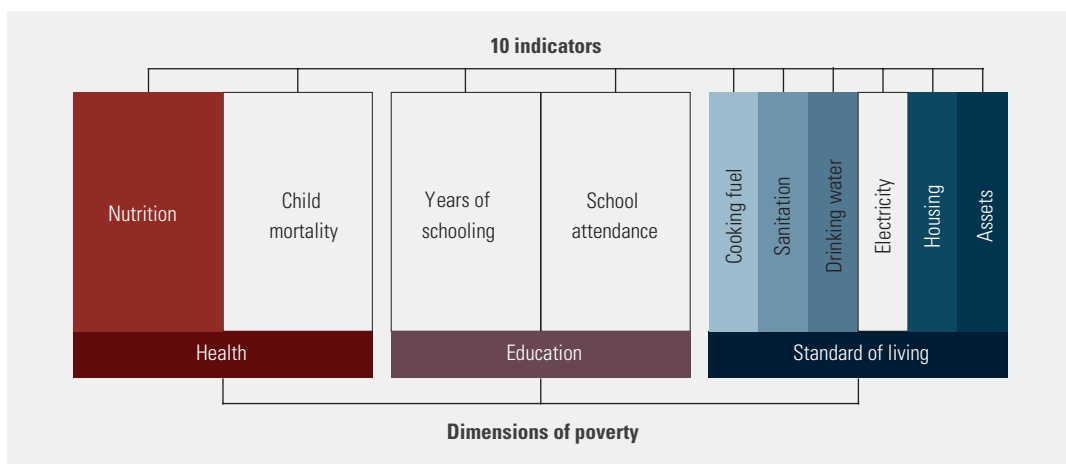 10 indicators
Nutrition
Child
mortality
Years of
schooling
School
attendance
Cooking fuel
Sanitation
Drinking water
Electricity
Housing
Assets
Health
Education
Standard of living
Dimensions of poverty